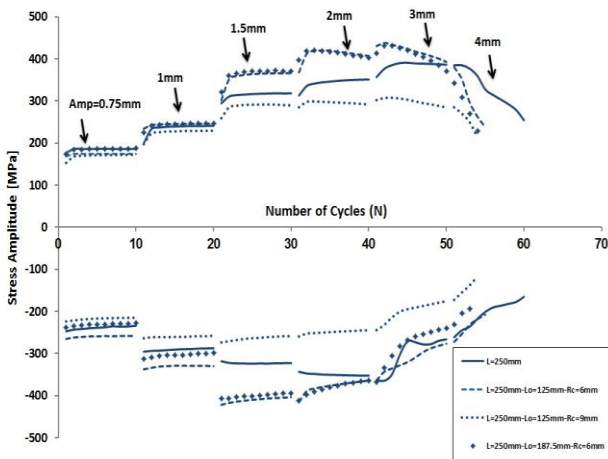 500
400
300
200
100
0
-100
-200
-300
-400
-500
Stress Amplitude [MPa]
Amp=0.75mm
1mm
1.5mm
2mm
3mm
4mm
Number of Cycles (N)
0 10 20 30 40 50 60 70
L=250mm
L=250mm-Lo=125mm-Rc=6mm
L=250mm-Lo=125mm-Rc=9mm
L=250mm-Lo=187.5mm-Rc=6mm